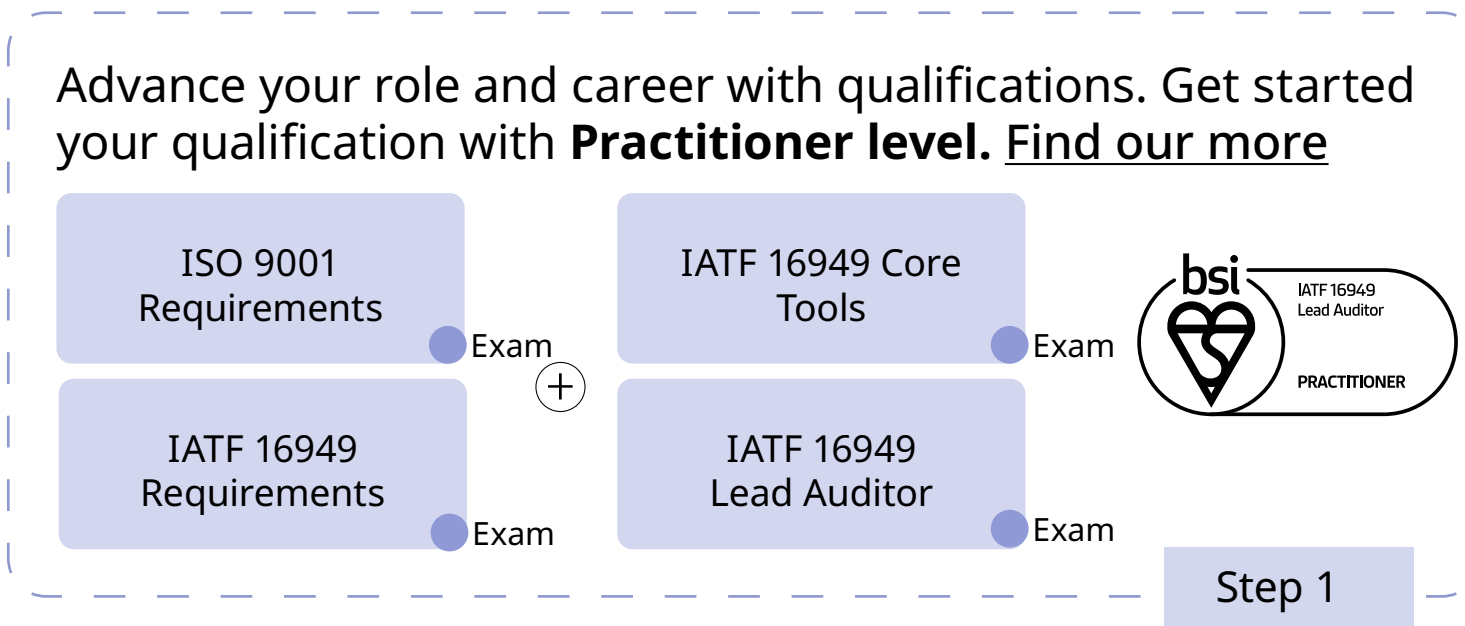 Advance your role and career with qualifications. Get started
your qualification with Practitioner level. Find our more
ISO 9001
Requirements
Exam
IATF 16949 Core
Tools
Exam
IATF 16949
Requirements
Exam
IATF 16949
Lead Auditor
Exam
bsi
IATF 16949
Lead Auditor
PRACTITIONER
Step 1